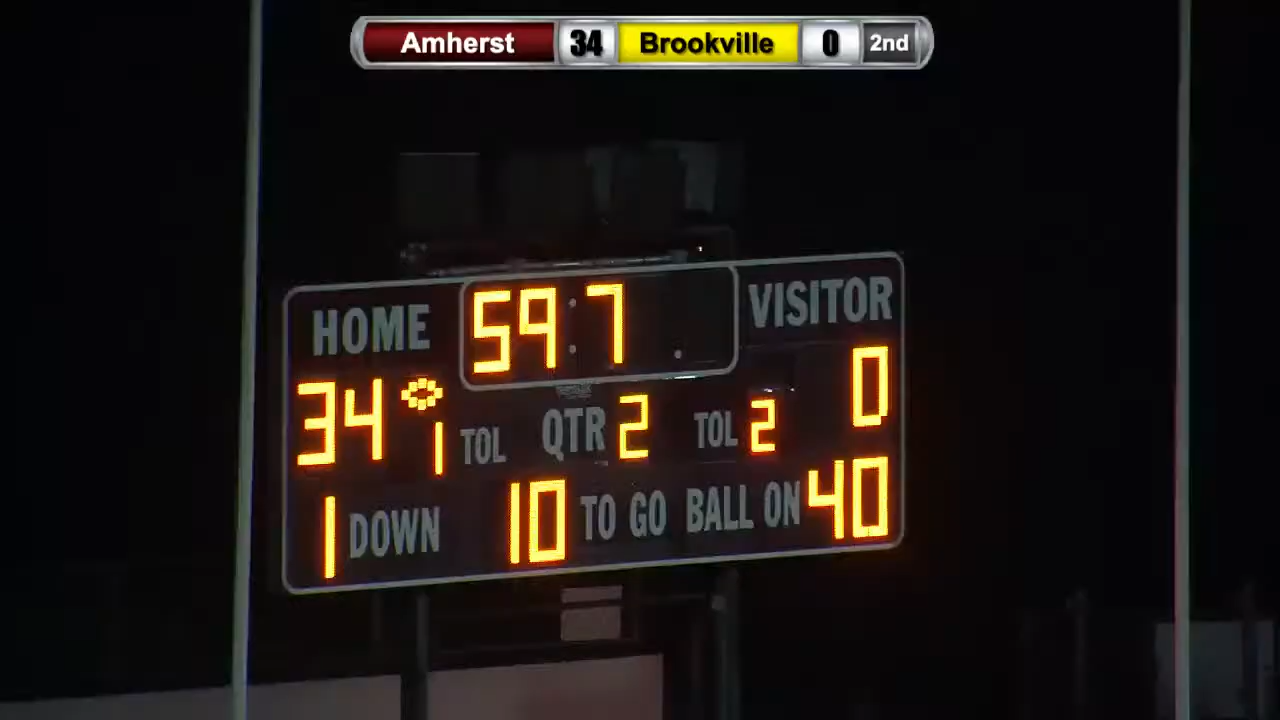 Amherst 34 Brookville 0 2nd
HOME 59:7 VISITOR
34 1 TOL QTR 2 TOL 2 0
1 DOWN 10 TO GO BALL ON 40